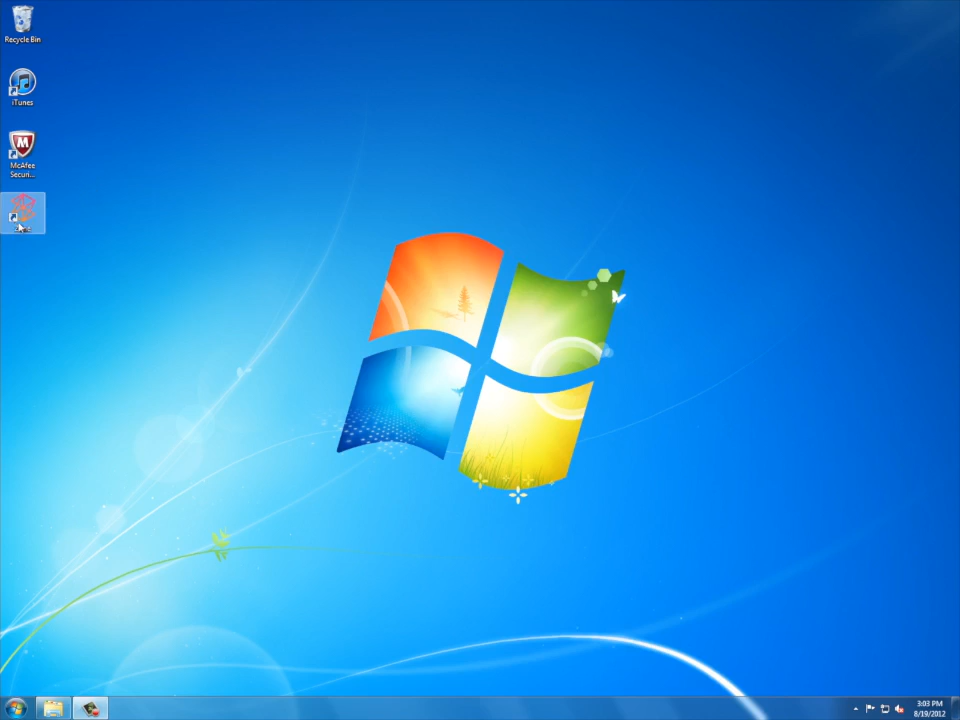 Recycle Bin
iTunes
McAfee
Securi...
3:03 PM
8/19/2012